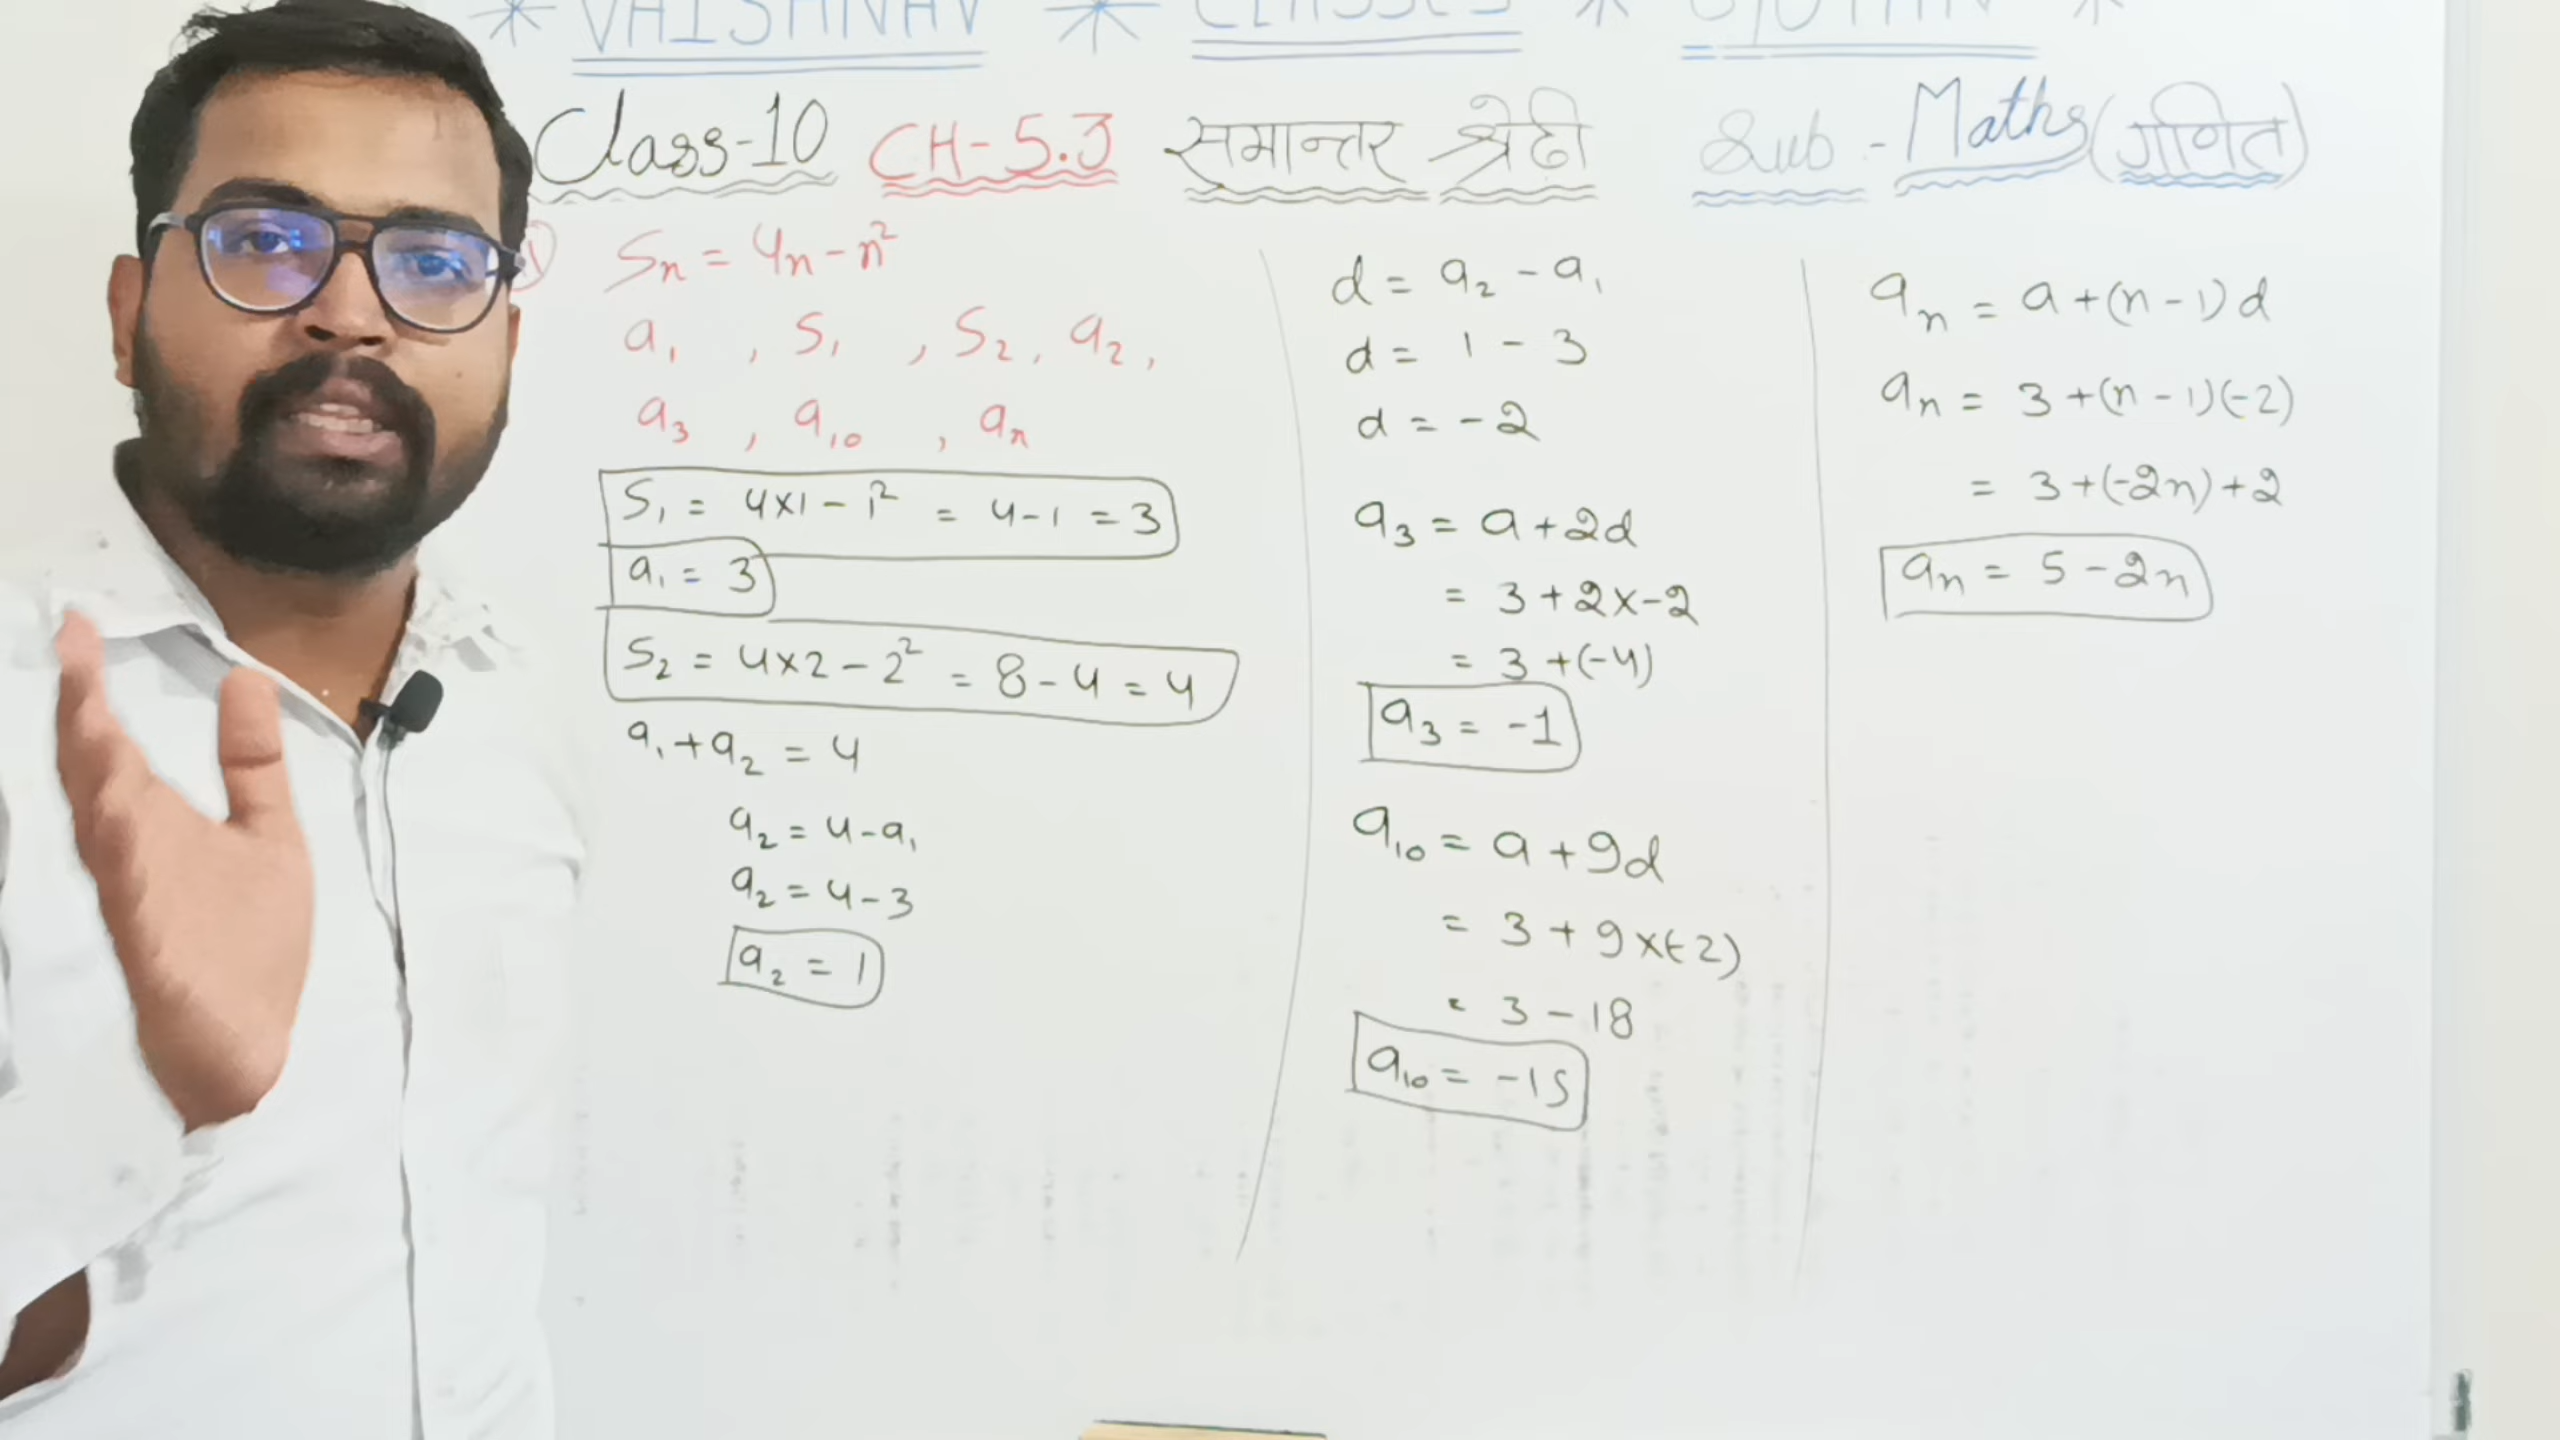 * VAISHNAV * CLASSES *
Class-10 CH-5.3 समान्तर श्रेढी Sub - Maths (गणित)
Sn = 4n - n²
a₁ , S₁ , S₂, a₂,
a₃ , a₁₀ , aₙ
S₁ = 4×1 - 1² = 4-1 = 3
a₁ = 3
S₂ = 4×2 - 2² = 8-4 = 4
a₁+a₂ = 4
a₂ = 4-a₁
a₂ = 4-3
a₂ = 1
d = a₂ - a₁
d = 1 - 3
d = -2
a₃ = a+2d
= 3+2×-2
= 3+(-4)
a₃ = -1
a₁₀ = a+9d
= 3+9×(-2)
= 3-18
a₁₀ = -15
aₙ = a+(n-1)d
aₙ = 3+(n-1)(-2)
= 3+(-2n)+2
aₙ = 5-2n